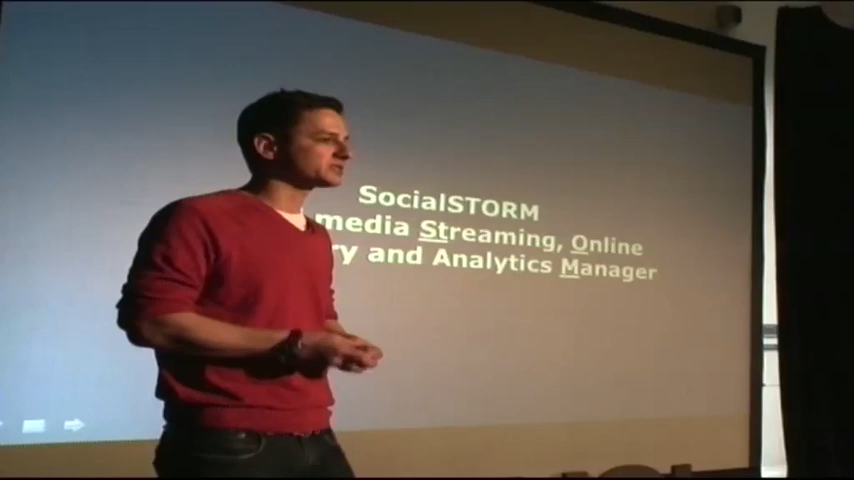 SocialSTORM
media Streaming, Online
and Analytics Manager